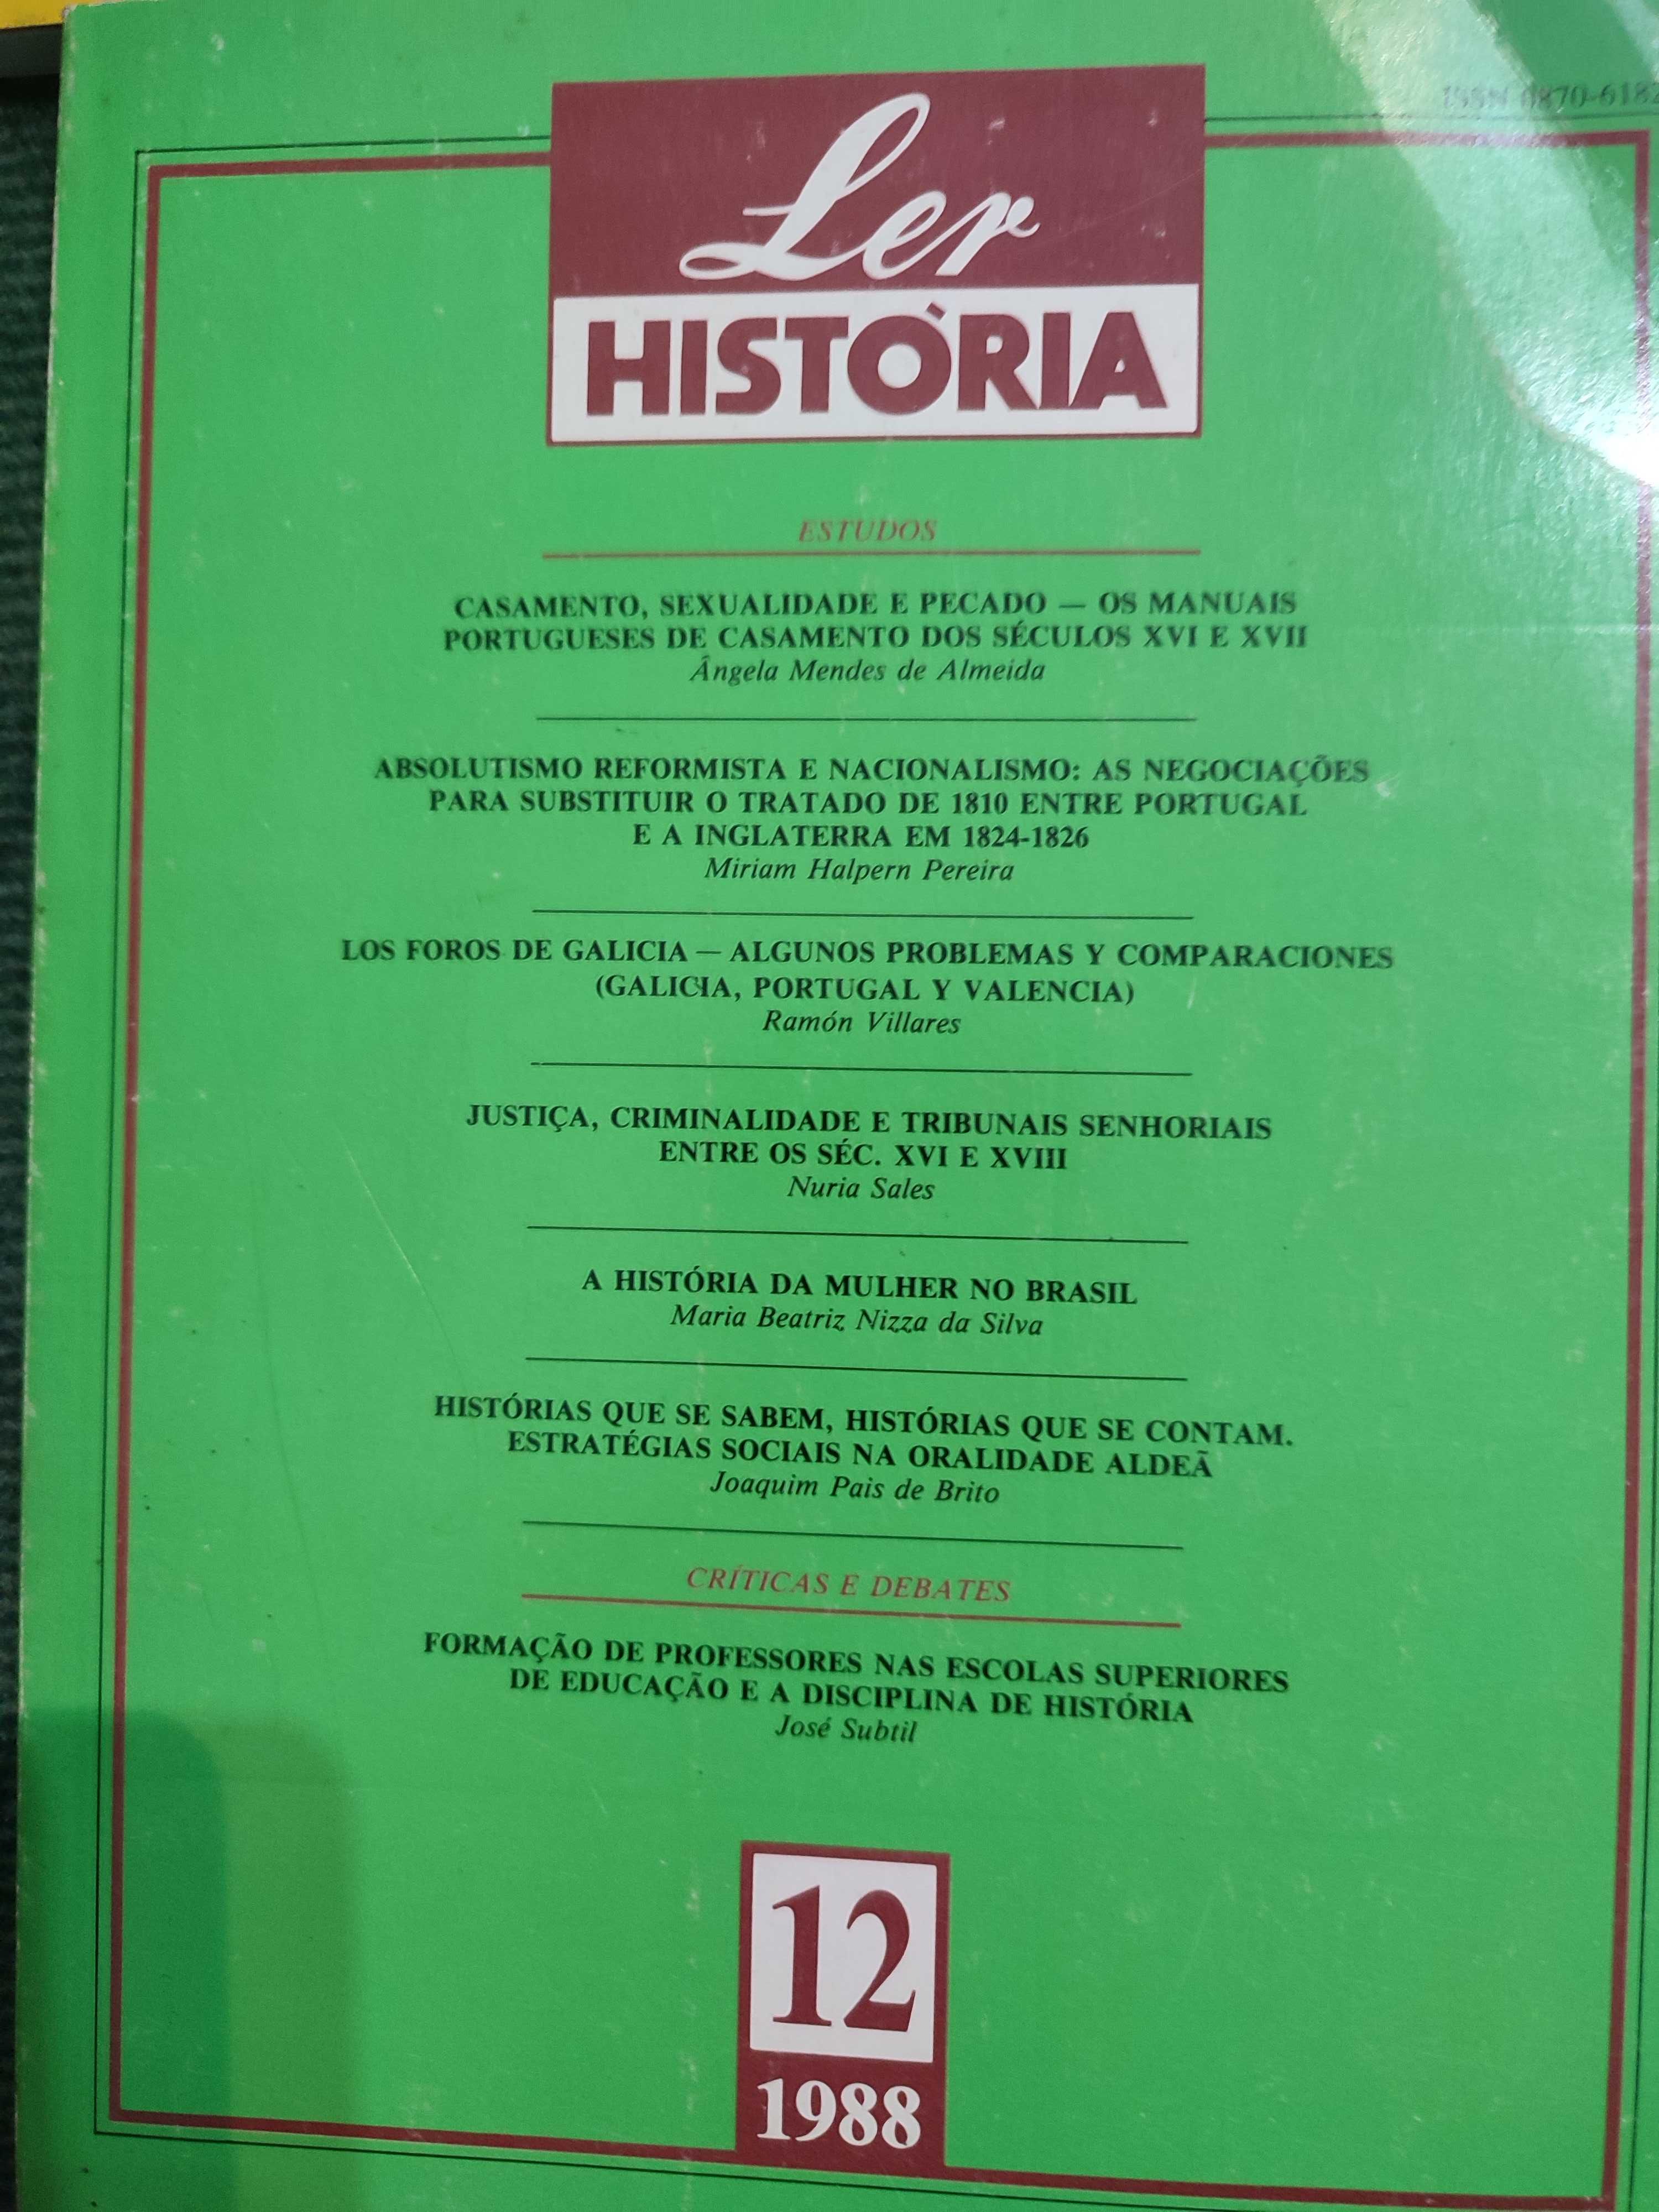 ISSN 0870-6182
Ler
HISTÓRIA
ESTUDOS
CASAMENTO, SEXUALIDADE E PECADO — OS MANUAIS
PORTUGUESES DE CASAMENTO DOS SÉCULOS XVI E XVII
Ângela Mendes de Almeida
ABSOLUTISMO REFORMISTA E NACIONALISMO: AS NEGOCIAÇÕES
PARA SUBSTITUIR O TRATADO DE 1810 ENTRE PORTUGAL
E A INGLATERRA EM 1824-1826
Miriam Halpern Pereira
LOS FOROS DE GALICIA — ALGUNOS PROBLEMAS Y COMPARACIONES
(GALICIA, PORTUGAL Y VALENCIA)
Ramón Villares
JUSTIÇA, CRIMINALIDADE E TRIBUNAIS SENHORIAIS
ENTRE OS SÉC. XVI E XVIII
Nuria Sales
A HISTÓRIA DA MULHER NO BRASIL
Maria Beatriz Nizza da Silva
HISTÓRIAS QUE SE SABEM, HISTÓRIAS QUE SE CONTAM.
ESTRATÉGIAS SOCIAIS NA ORALIDADE ALDEÃ
Joaquim Pais de Brito
CRÍTICAS E DEBATES
FORMAÇÃO DE PROFESSORES NAS ESCOLAS SUPERIORES
DE EDUCAÇÃO E A DISCIPLINA DE HISTÓRIA
José Subtil
12
1988